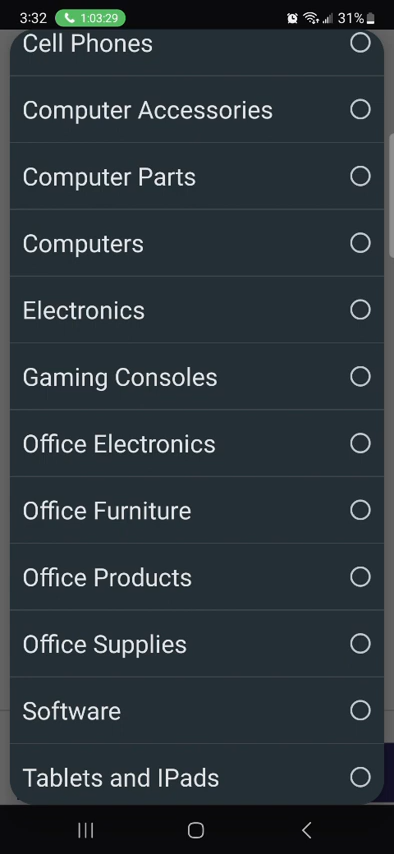 3:32 1:03:29 31%
Cell Phones
Computer Accessories
Computer Parts
Computers
Electronics
Gaming Consoles
Office Electronics
Office Furniture
Office Products
Office Supplies
Software
Tablets and IPads